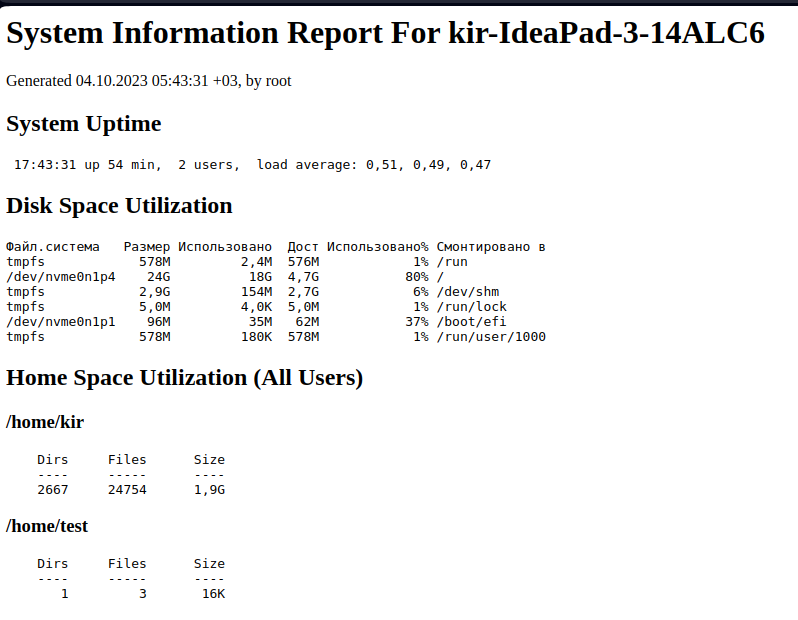 System Information Report For kir-IdeaPad-3-14ALC6
Generated 04.10.2023 05:43:31 +03, by root
System Uptime
17:43:31 up 54 min,  2 users,  load average: 0,51, 0,49, 0,47
Disk Space Utilization
Файл.система   Размер Использовано  Дост Использовано% Смонтировано в
tmpfs            578M         2,4M  576M            1% /run
/dev/nvme0n1p4    24G          18G  4,7G           80% /
tmpfs            2,9G         154M  2,7G            6% /dev/shm
tmpfs            5,0M         4,0K  5,0M            1% /run/lock
/dev/nvme0n1p1    96M          35M   62M           37% /boot/efi
tmpfs            578M         180K  578M            1% /run/user/1000
Home Space Utilization (All Users)
/home/kir
Dirs     Files      Size
----     -----      ----
2667     24754      1,9G
/home/test
Dirs     Files      Size
----     -----      ----
1         3       16K